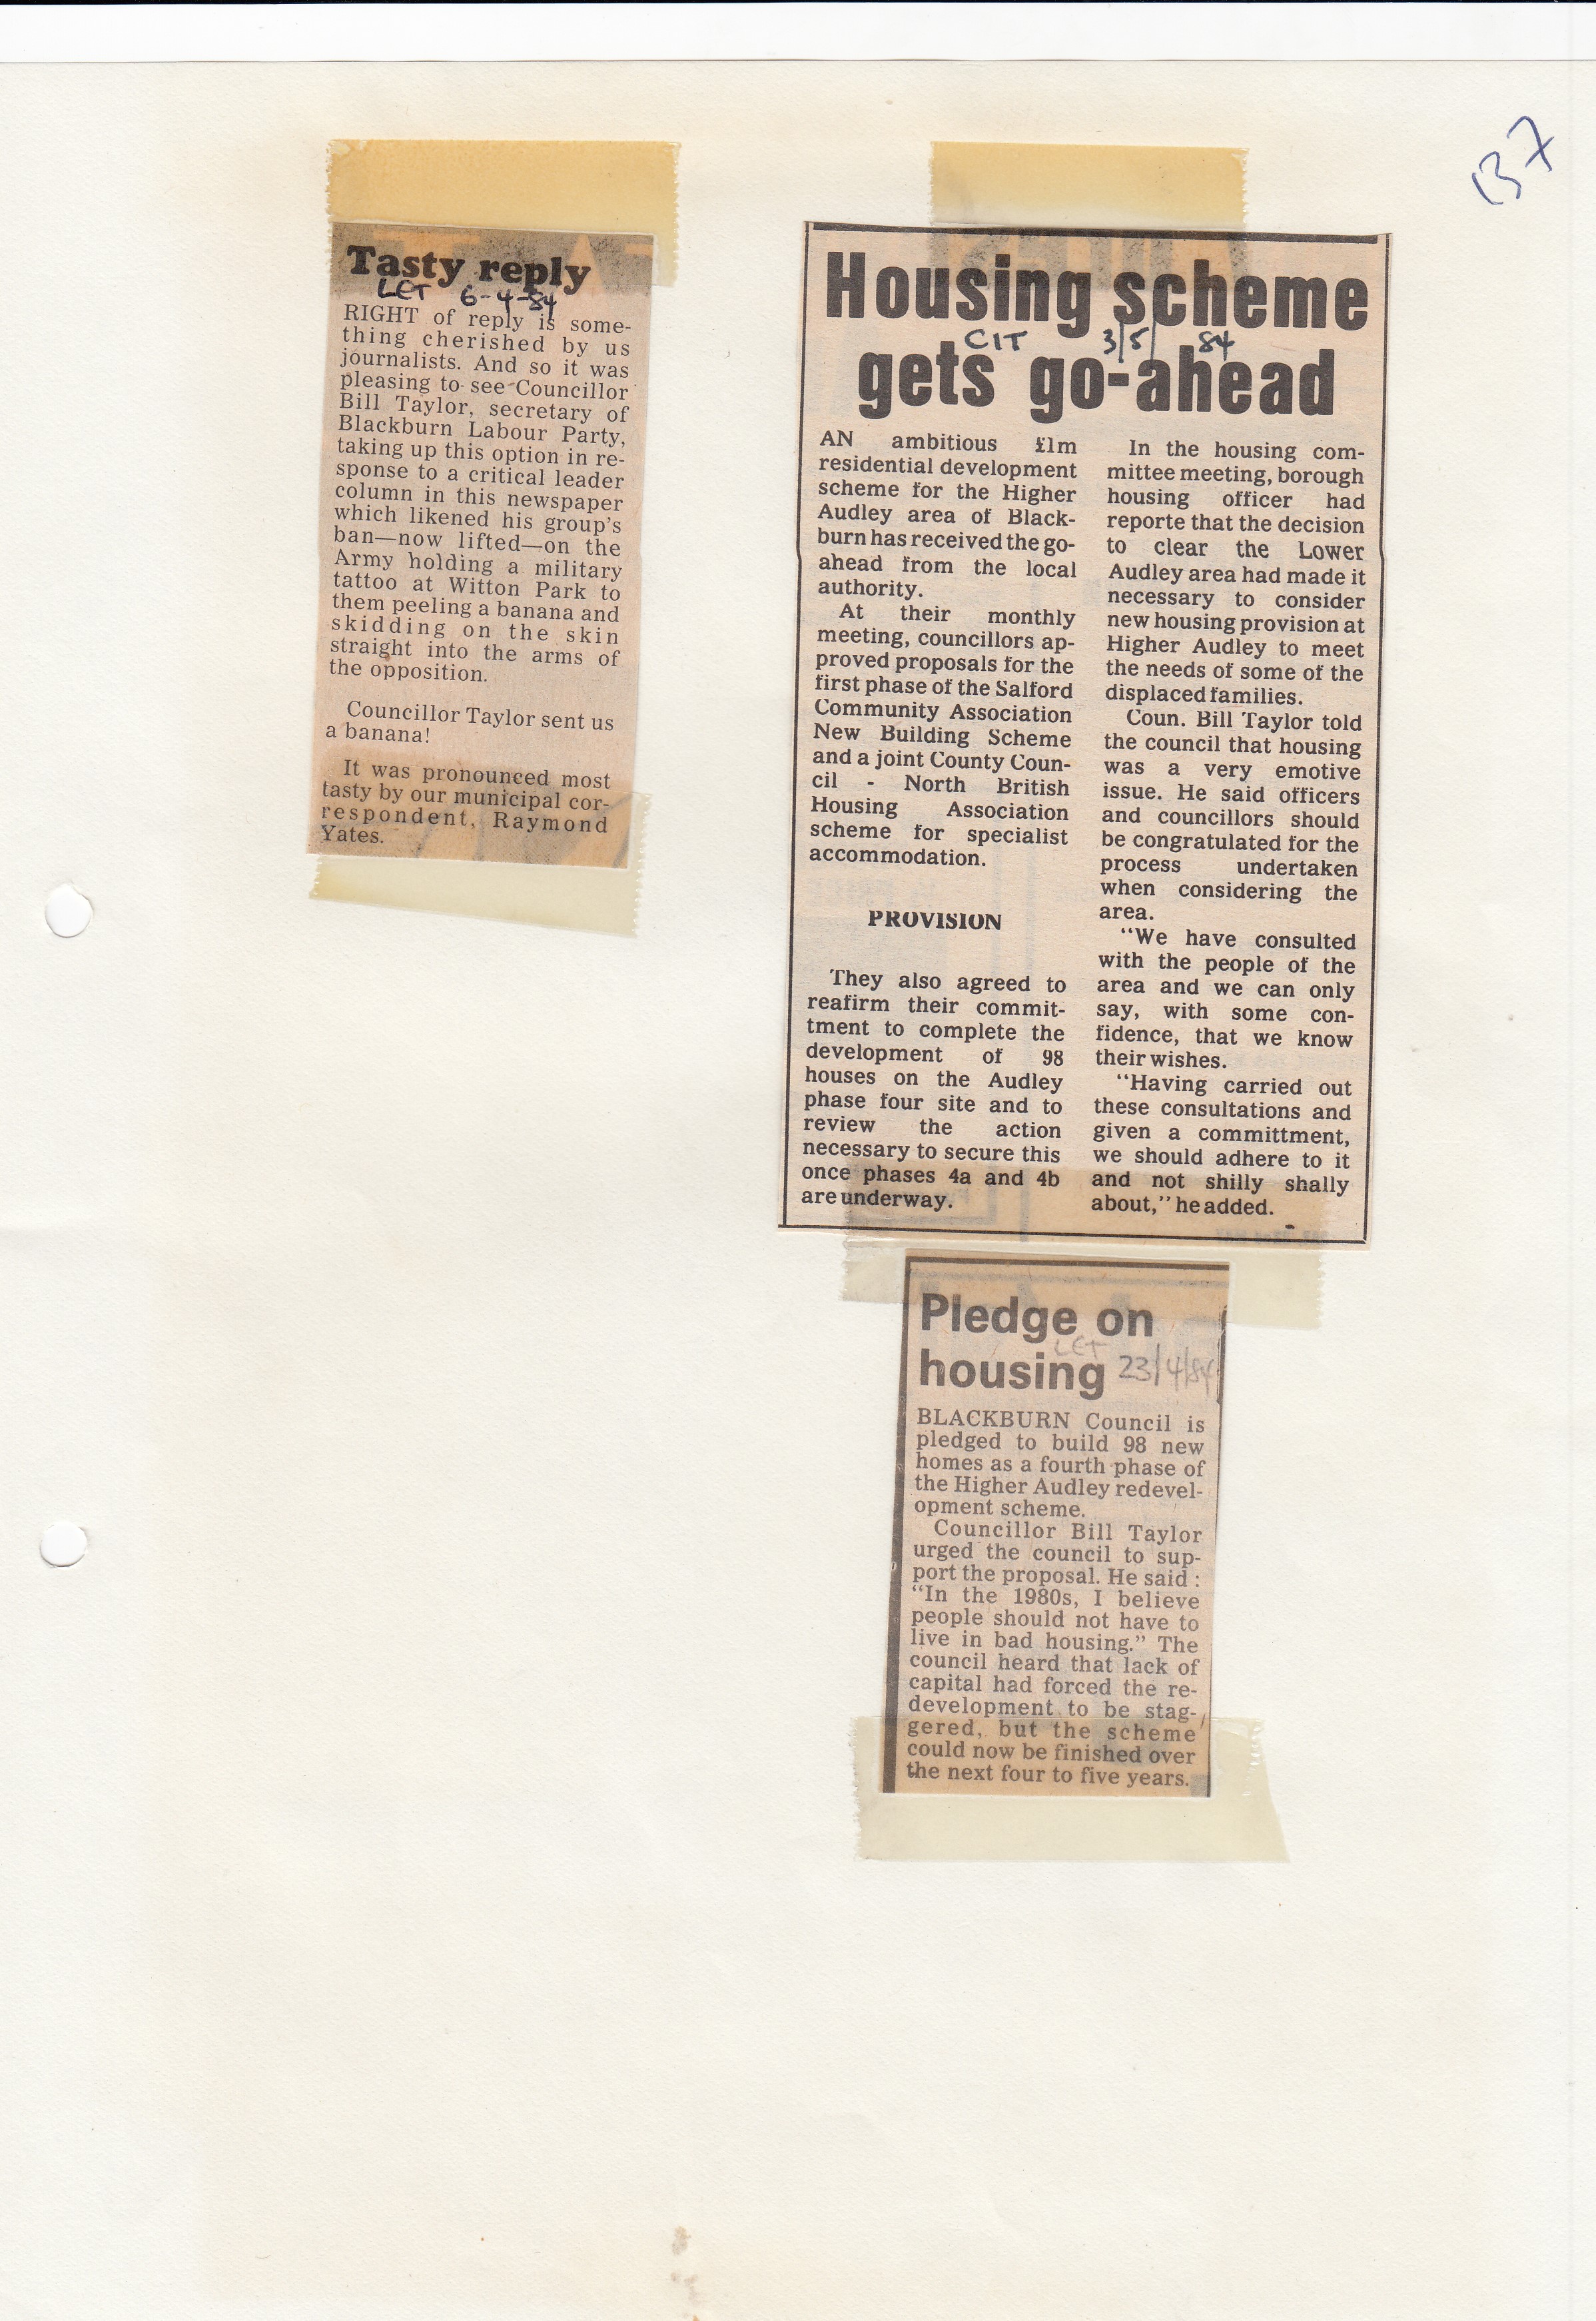 137
Tasty reply
LET 6-4-84
RIGHT of reply is some-
thing cherished by us
journalists. And so it was
pleasing to see Councillor
Bill Taylor, secretary of
Blackburn Labour Party,
taking up this option in re-
sponse to a critical leader
column in this newspaper
which likened his group's
ban—now lifted—on the
Army holding a military
tattoo at Witton Park to
them peeling a banana and
skidding on the skin
straight into the arms of
the opposition.
Councillor Taylor sent us
a banana!
It was pronounced most
tasty by our municipal cor-
respondent, Raymond
Yates.
Housing scheme
CIT 3/5/84
gets go-ahead
AN ambitious £1m
residential development
scheme for the Higher
Audley area of Black-
burn has received the go-
ahead from the local
authority.
At their monthly
meeting, councillors ap-
proved proposals for the
first phase of the Salford
Community Association
New Building Scheme
and a joint County Coun-
cil - North British
Housing Association
scheme for specialist
accommodation.
PROVISION
They also agreed to
reafirm their commit-
tment to complete the
development of 98
houses on the Audley
phase four site and to
review the action
necessary to secure this
once phases 4a and 4b
are underway.
In the housing com-
mittee meeting, borough
housing officer had
reporte that the decision
to clear the Lower
Audley area had made it
necessary to consider
new housing provision at
Higher Audley to meet
the needs of some of the
displaced families.
Coun. Bill Taylor told
the council that housing
was a very emotive
issue. He said officers
and councillors should
be congratulated for the
process undertaken
when considering the
area.
"We have consulted
with the people of the
area and we can only
say, with some con-
fidence, that we know
their wishes.
"Having carried out
these consultations and
given a committment,
we should adhere to it
and not shilly shally
about," he added.
Pledge on
LET
housing 23/4/84
BLACKBURN Council is
pledged to build 98 new
homes as a fourth phase of
the Higher Audley redevel-
opment scheme.
Councillor Bill Taylor
urged the council to sup-
port the proposal. He said :
"In the 1980s, I believe
people should not have to
live in bad housing." The
council heard that lack of
capital had forced the re-
development to be stag-
gered, but the scheme
could now be finished over
the next four to five years.